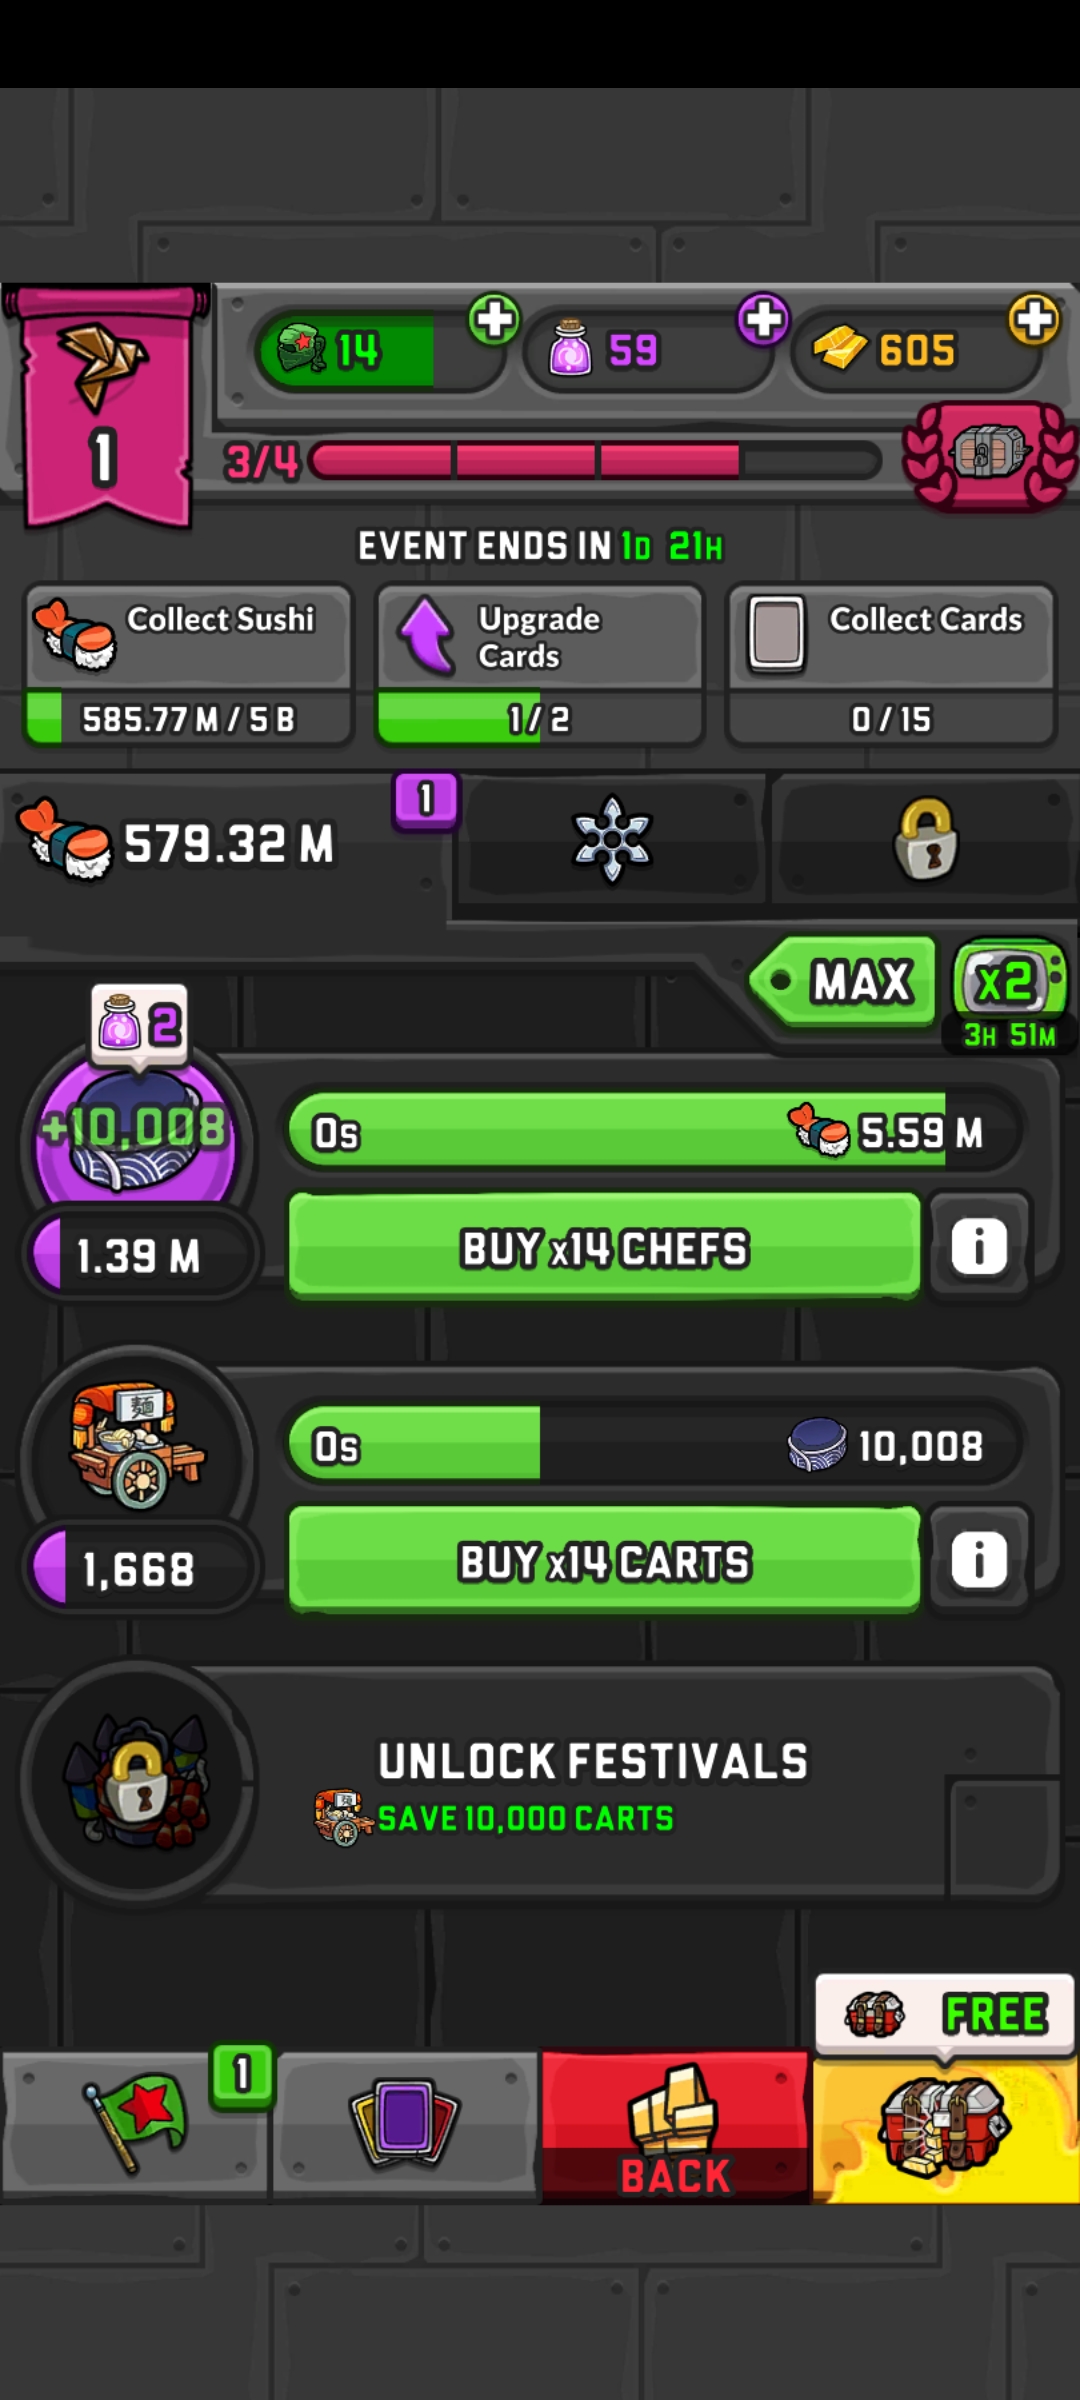 14
59
605
1
3/4
EVENT ENDS IN 1D 21H
Collect Sushi
Upgrade
Cards
Collect Cards
585.77 M / 5 B
1/2
0/15
1
579.32 M
MAX
x2
3H 51M
2
+10,008
0s
5.59 M
BUY x14 CHEFS
i
1.39 M
麺
0s
10,008
BUY x14 CARTS
i
1,668
UNLOCK FESTIVALS
SAVE 10,000 CARTS
FREE
1
BACK